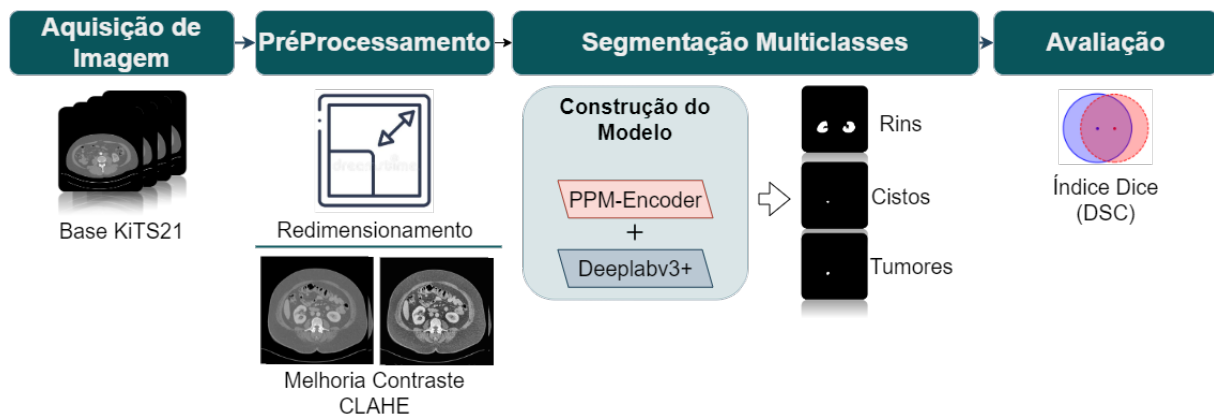 Aquisição de
Imagem
PréProcessamento
Segmentação Multiclasses
Avaliação
Base KiTS21
dreamstime
Redimensionamento
Melhoria Contraste
CLAHE
Construção do
Modelo
PPM-Encoder
+
Deeplabv3+
Rins
Cistos
Tumores
Índice Dice
(DSC)